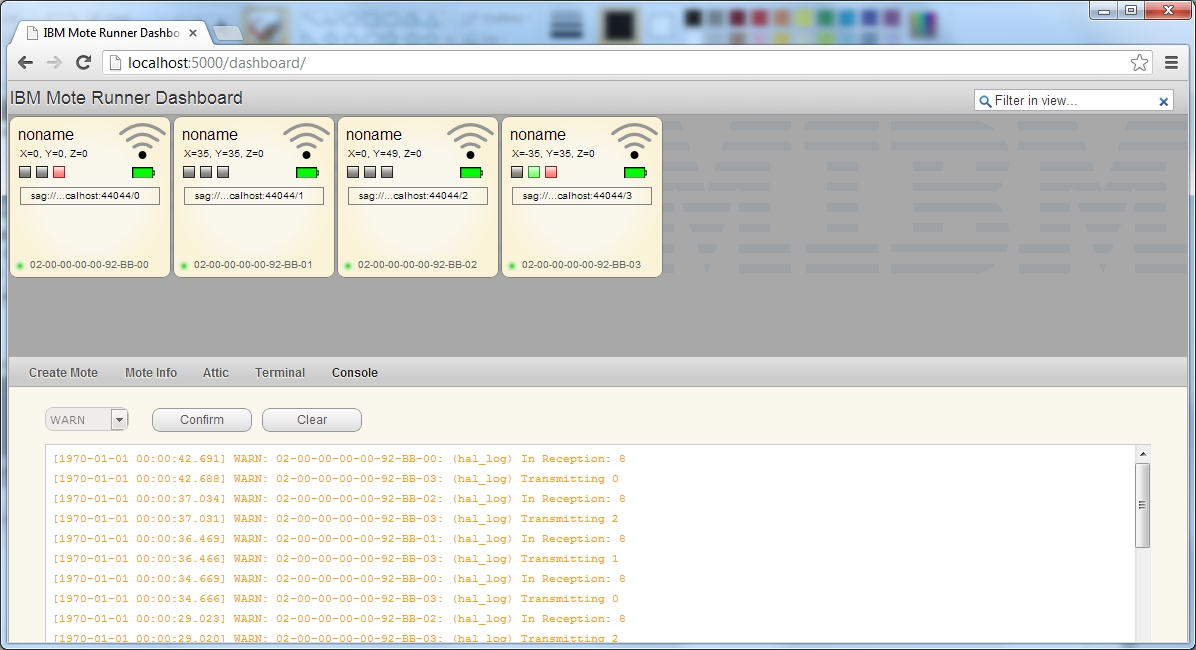 IBM Mote Runner Dashbo
localhost:5000/dashboard/
IBM Mote Runner Dashboard
Filter in view...
noname
X=0, Y=0, Z=0
sag://...calhost:44044/0
02-00-00-00-00-92-BB-00
noname
X=35, Y=35, Z=0
sag://...calhost:44044/1
02-00-00-00-00-92-BB-01
noname
X=0, Y=49, Z=0
sag://...calhost:44044/2
02-00-00-00-00-92-BB-02
noname
X=-35, Y=35, Z=0
sag://...calhost:44044/3
02-00-00-00-00-92-BB-03
MIBM
Create Mote Mote Info Attic Terminal Console
WARN Confirm Clear
[1970-01-01 00:00:42.691] WARN: 02-00-00-00-00-92-BB-00: (hal_log) In Reception: 8
[1970-01-01 00:00:42.688] WARN: 02-00-00-00-00-92-BB-03: (hal_log) Transmitting 0
[1970-01-01 00:00:37.034] WARN: 02-00-00-00-00-92-BB-02: (hal_log) In Reception: 8
[1970-01-01 00:00:37.031] WARN: 02-00-00-00-00-92-BB-03: (hal_log) Transmitting 2
[1970-01-01 00:00:36.469] WARN: 02-00-00-00-00-92-BB-01: (hal_log) In Reception: 8
[1970-01-01 00:00:36.466] WARN: 02-00-00-00-00-92-BB-03: (hal_log) Transmitting 1
[1970-01-01 00:00:34.669] WARN: 02-00-00-00-00-92-BB-00: (hal_log) In Reception: 8
[1970-01-01 00:00:34.666] WARN: 02-00-00-00-00-92-BB-03: (hal_log) Transmitting 0
[1970-01-01 00:00:29.023] WARN: 02-00-00-00-00-92-BB-02: (hal_log) In Reception: 8
[1970-01-01 00:00:29.020] WARN: 02-00-00-00-00-92-BB-03: (hal_log) Transmitting 2